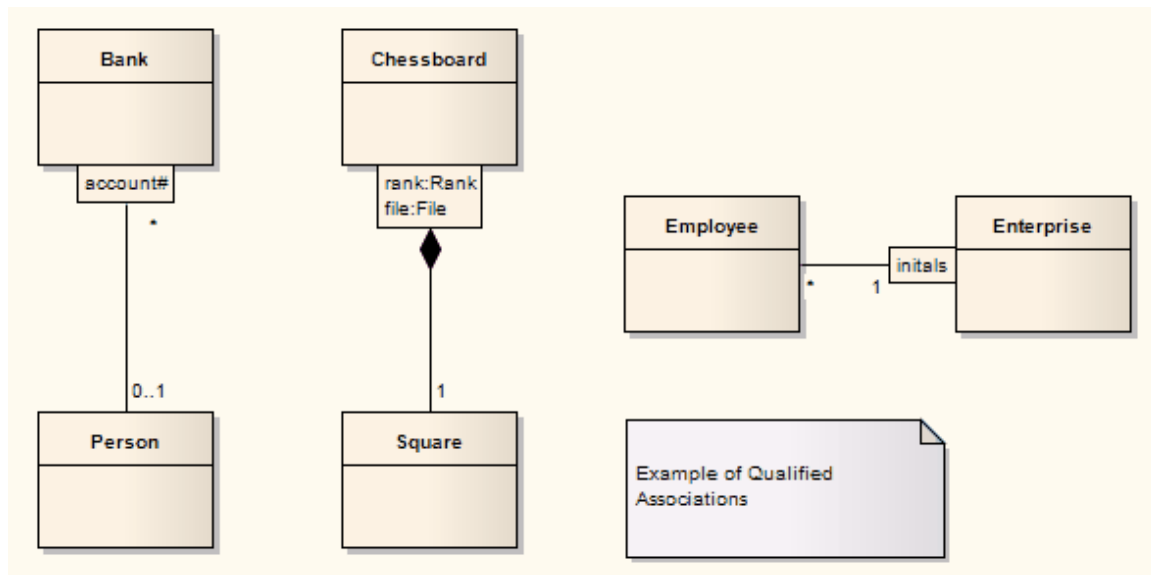 Bank
account#
*
0..1
Person
Chessboard
rank:Rank
file:File
1
Square
Employee
*
1
initals
Enterprise
Example of Qualified
Associations